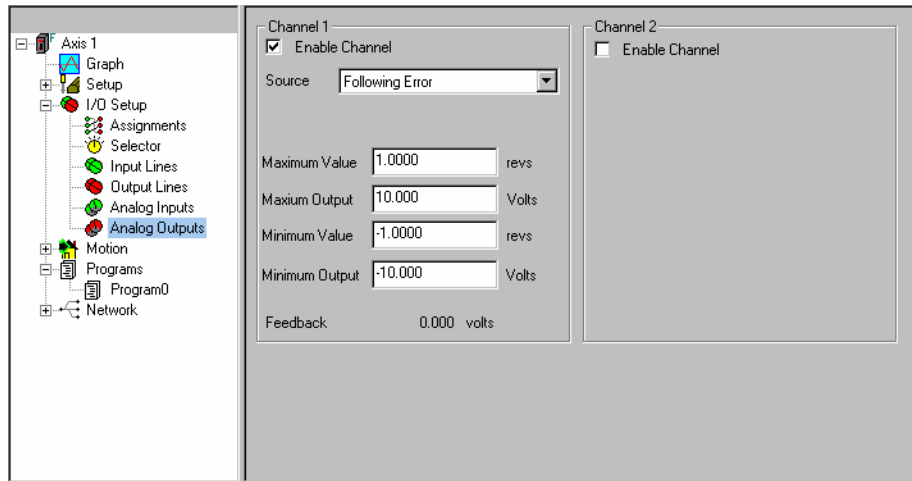 Axis 1
Graph
Setup
I/O Setup
Assignments
Selector
Input Lines
Output Lines
Analog Inputs
Analog Outputs
Motion
Programs
Program0
Network
Channel 1
Enable Channel
Source Following Error
Maximum Value 1.0000 revs
Maxium Output 10.000 Volts
Minimum Value -1.0000 revs
Minimum Output -10.000 Volts
Feedback 0.000 volts
Channel 2
Enable Channel